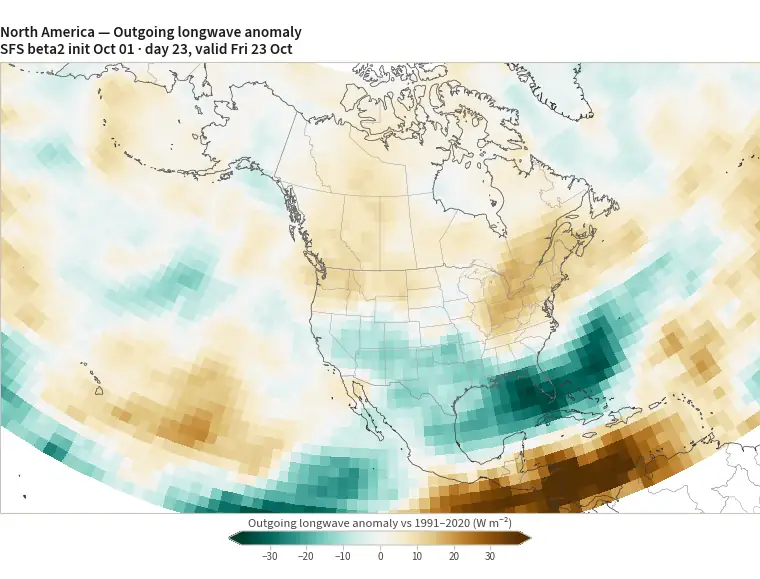 North America — Outgoing longwave anomaly
SFS beta2 init Oct 01 · day 23, valid Fri 23 Oct
Outgoing longwave anomaly vs 1991–2020 (W m⁻²)
−30 −20 −10 0 10 20 30